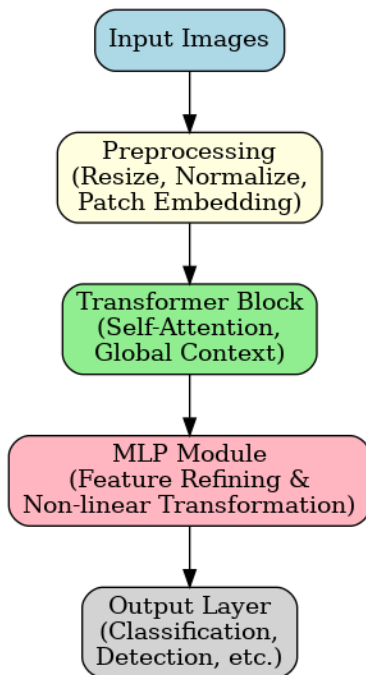 Input Images
Preprocessing
(Resize, Normalize,
Patch Embedding)
Transformer Block
(Self-Attention,
Global Context)
MLP Module
(Feature Refining &
Non-linear Transformation)
Output Layer
(Classification,
Detection, etc.)